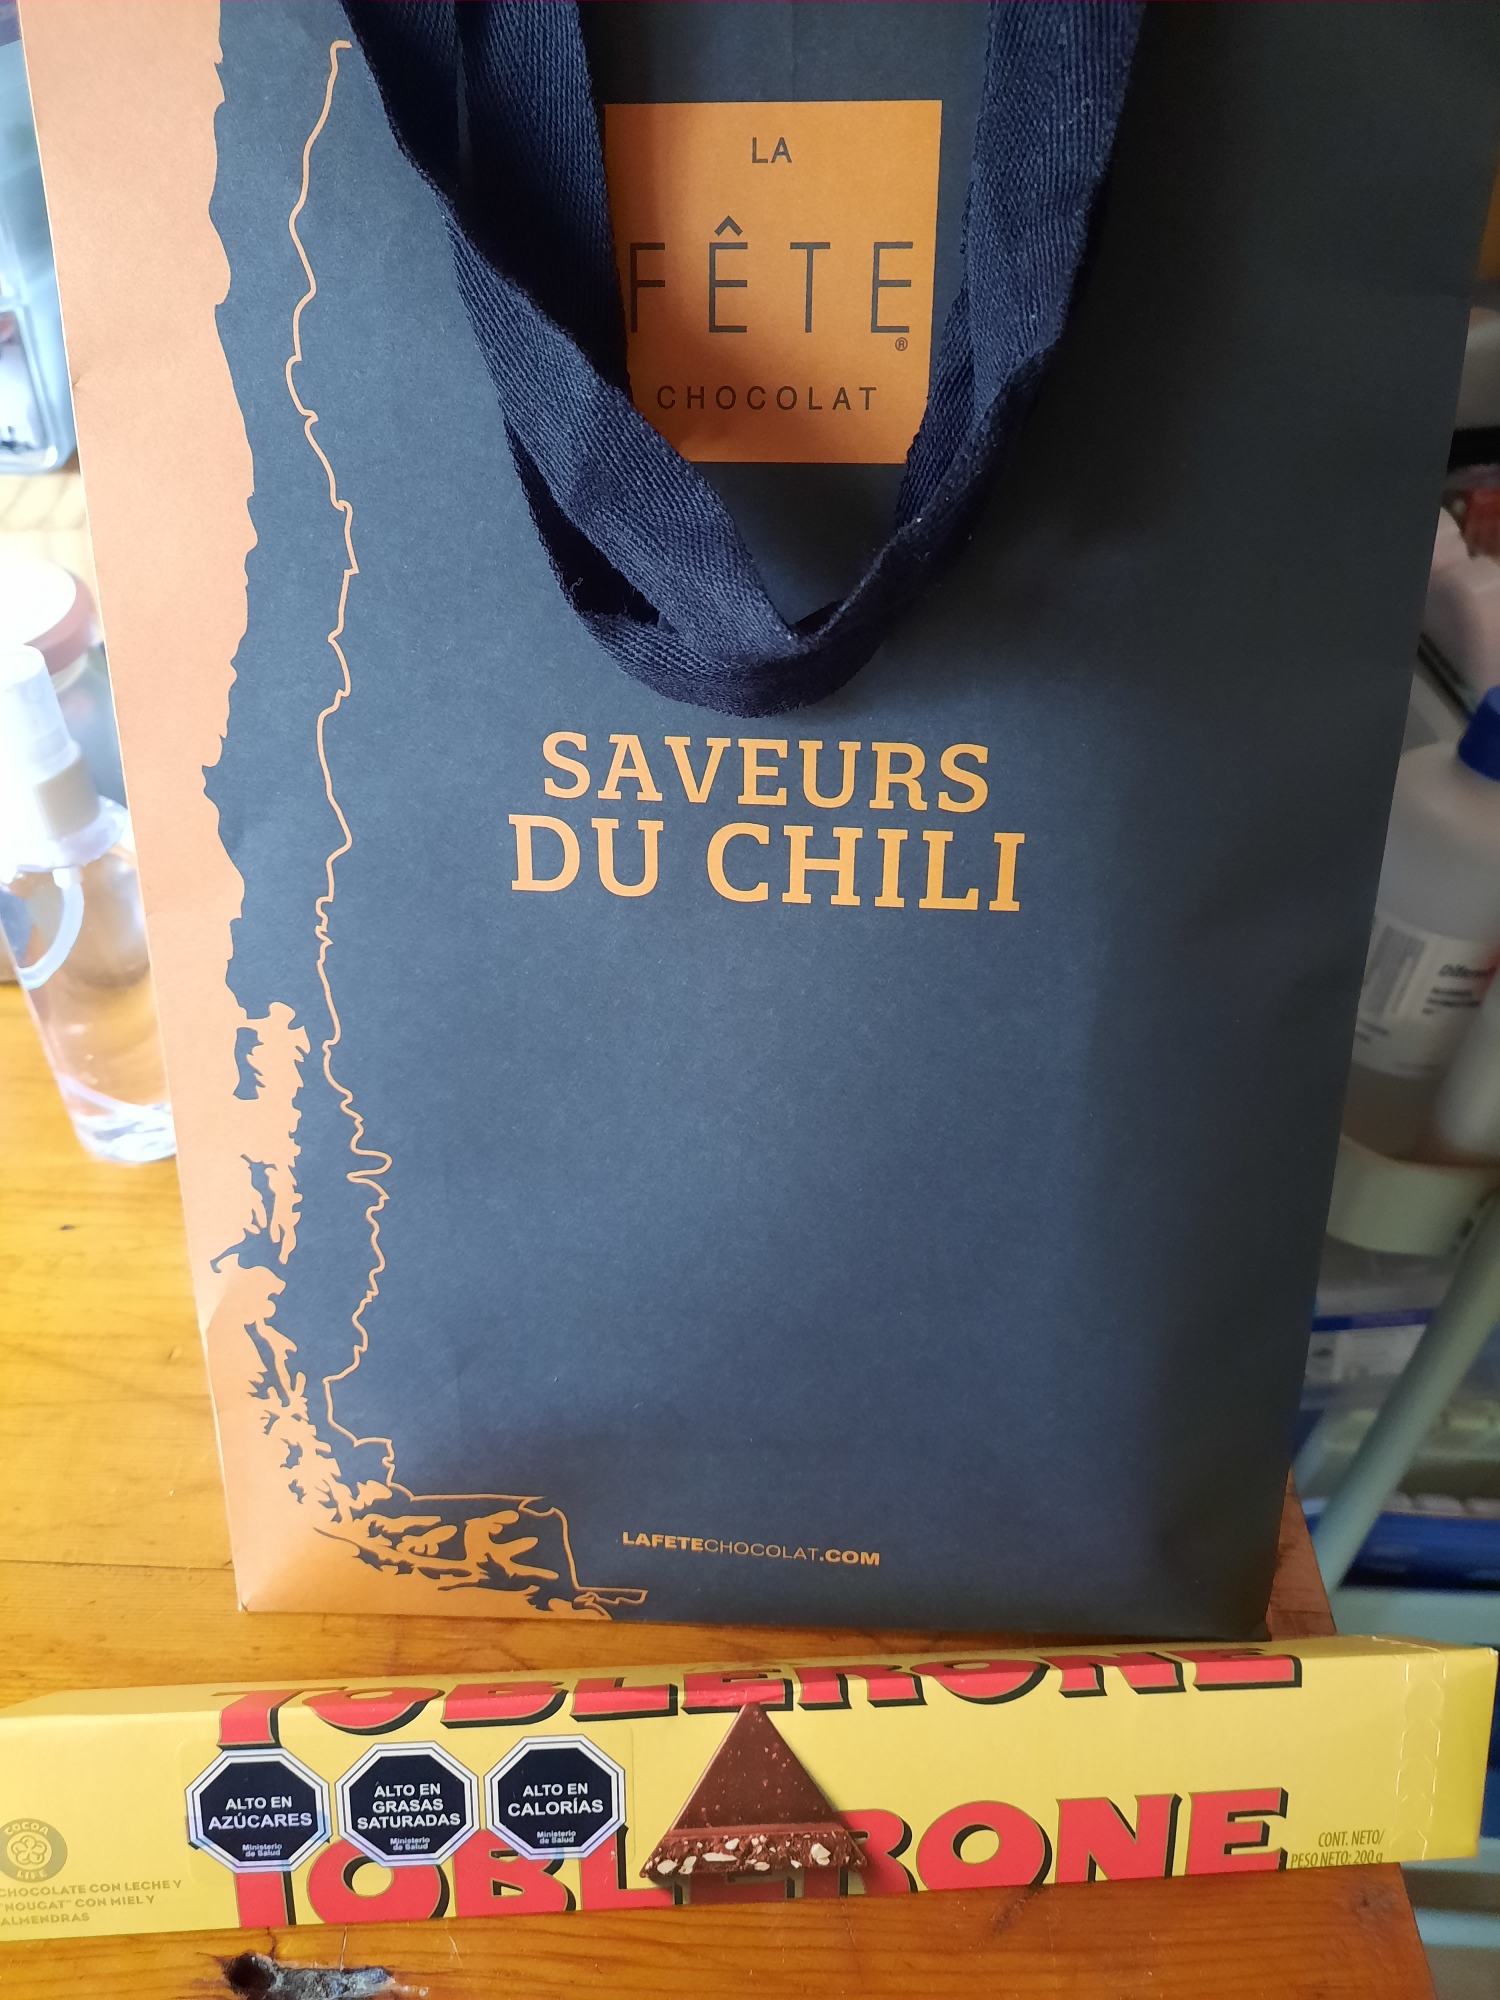 LA
FÊTE
®
CHOCOLAT
SAVEURS
DU CHILI
LAFETECHOCOLAT.COM
TOBLERONE
ALTO EN
AZÚCARES
Ministerio
de Salud
ALTO EN
GRASAS
SATURADAS
Ministerio
de Salud
ALTO EN
CALORÍAS
Ministerio
de Salud
TOBLERONE
COCOA
LIFE
CHOCOLATE CON LECHE Y
"NOUGAT" CON MIEL Y
ALMENDRAS
CONT. NETO/
PESO NETO: 200 g